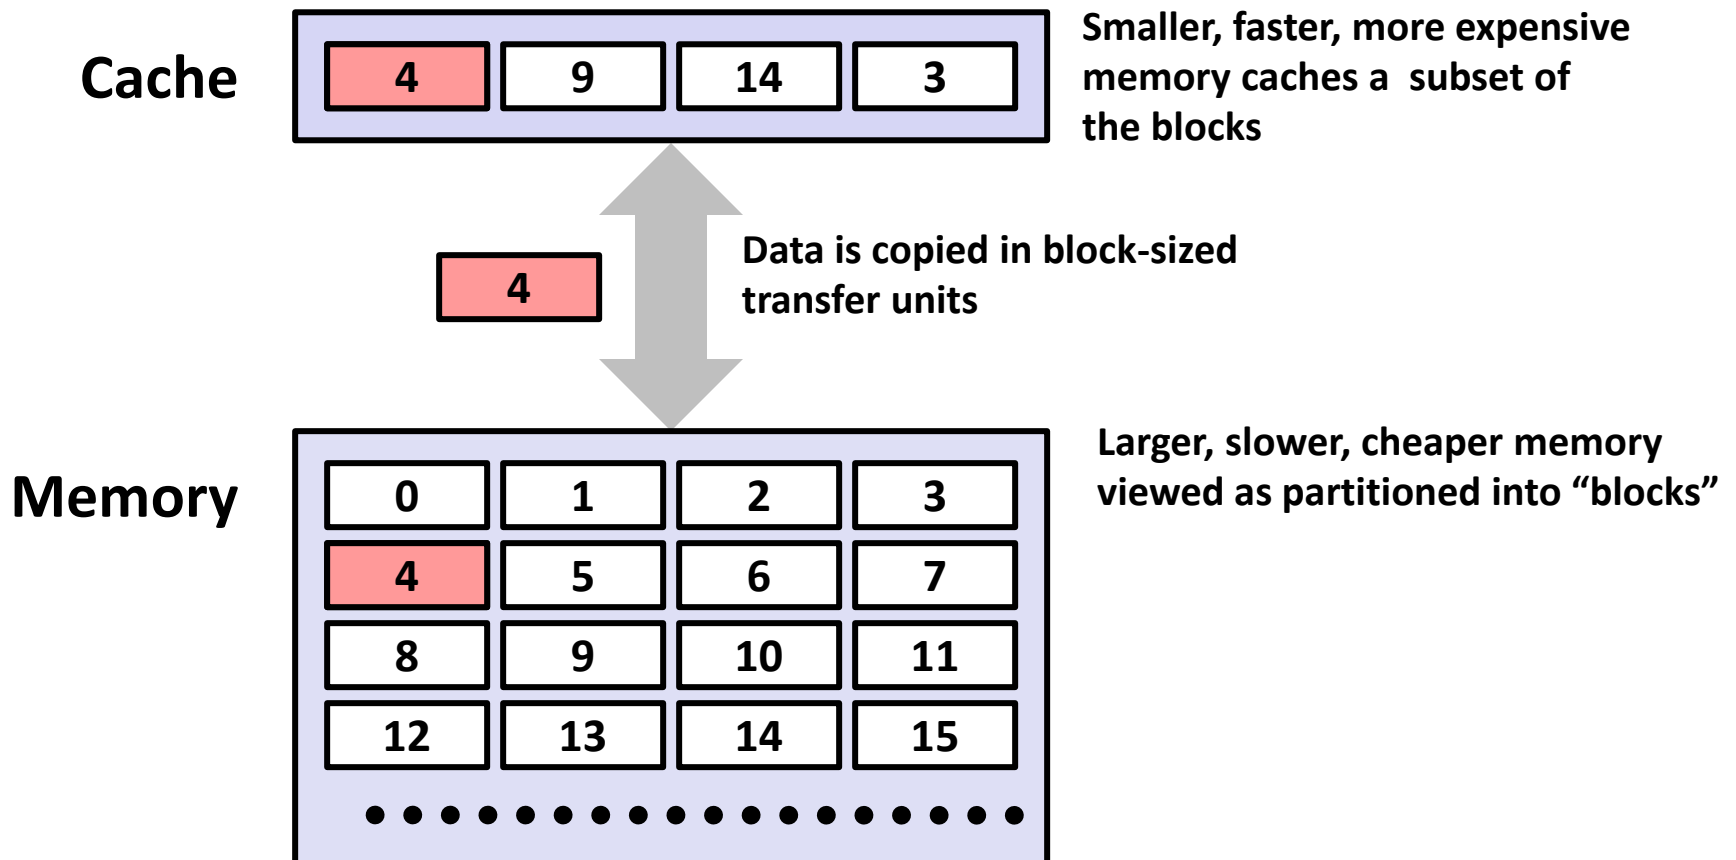 Cache
4 9 14 3
Smaller, faster, more expensive
memory caches a subset of
the blocks
4
Data is copied in block-sized
transfer units
Memory
0 1 2 3
4 5 6 7
8 9 10 11
12 13 14 15
Larger, slower, cheaper memory
viewed as partitioned into “blocks”